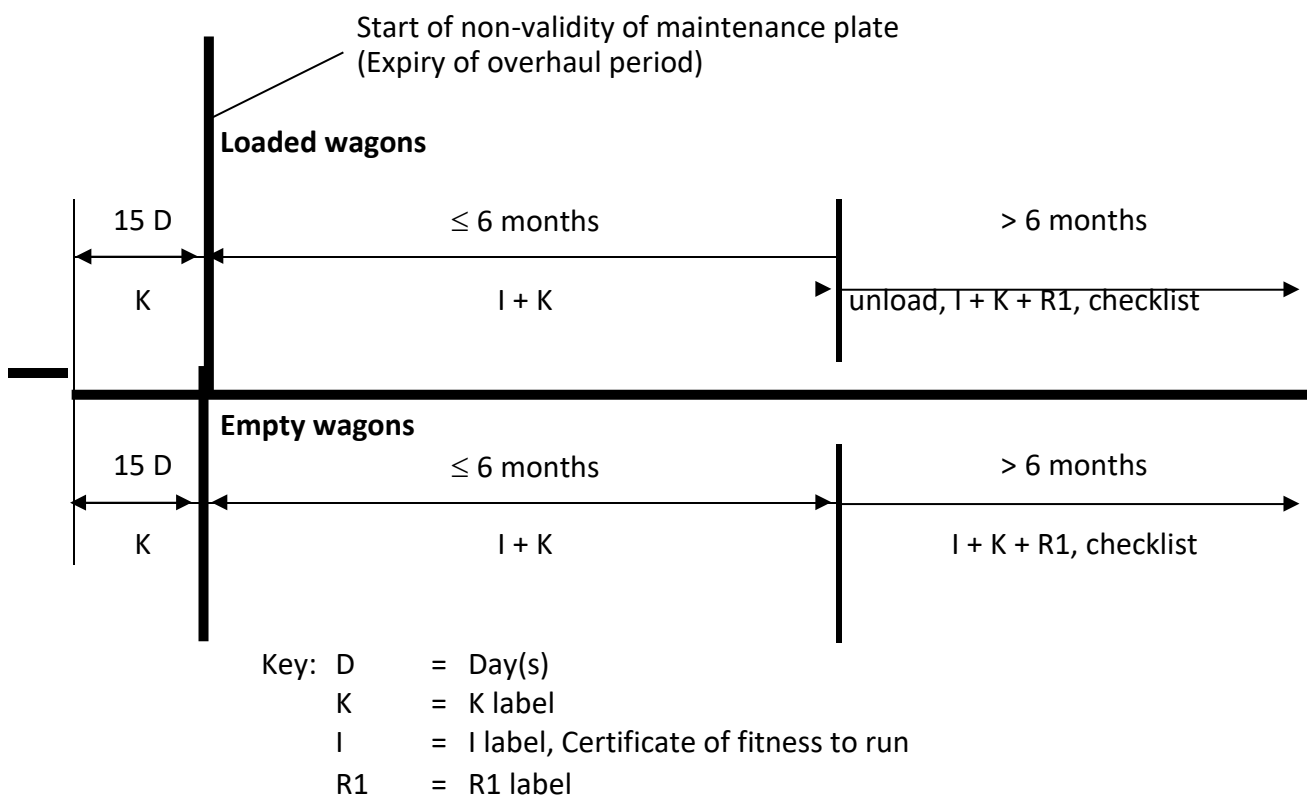 Start of non-validity of maintenance plate
(Expiry of overhaul period)
Loaded wagons
15 D ≤ 6 months > 6 months
K I + K unload, I + K + R1, checklist
Empty wagons
15 D ≤ 6 months > 6 months
K I + K I + K + R1, checklist
Key: D = Day(s)
K = K label
I = I label, Certificate of fitness to run
R1 = R1 label